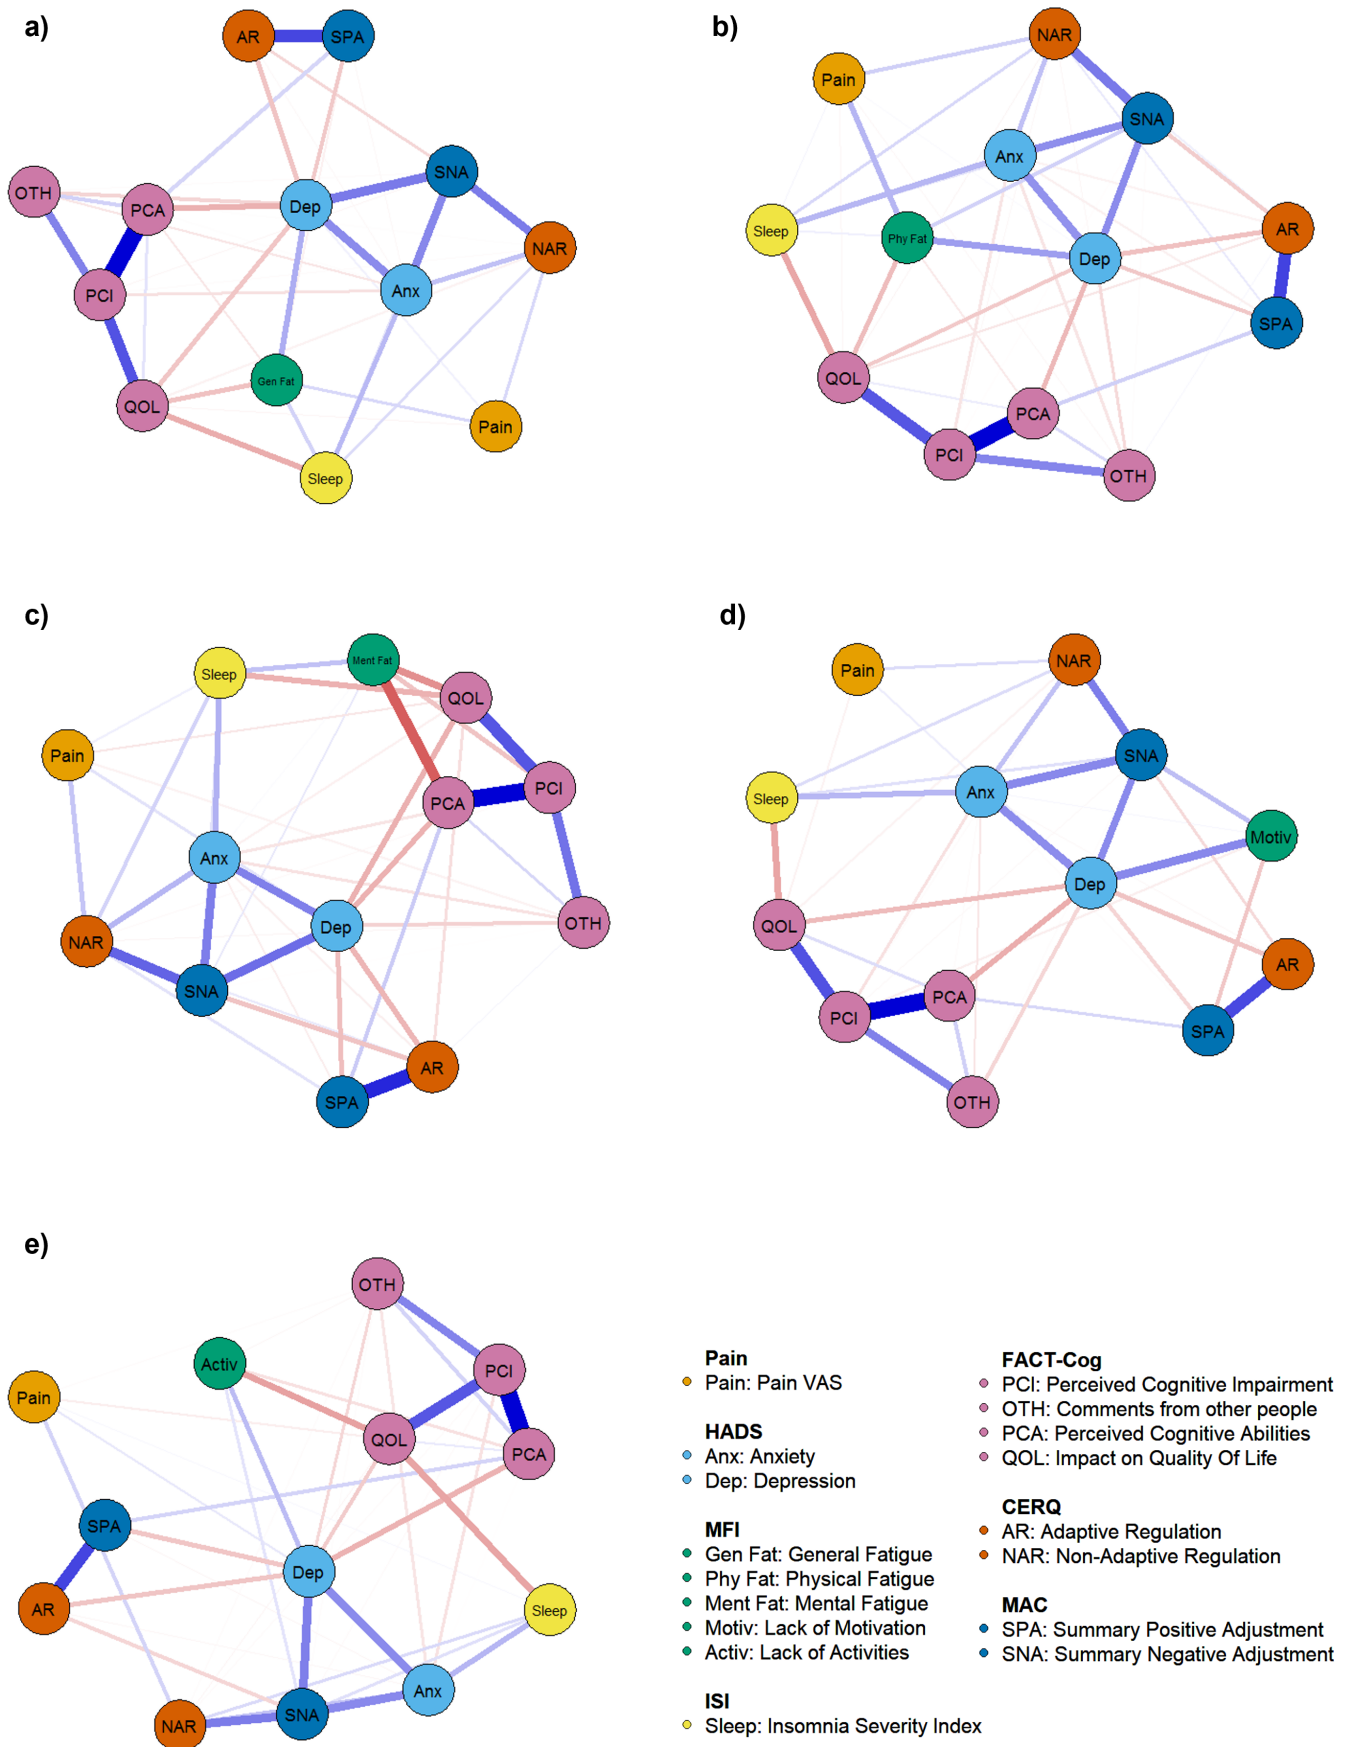 a)
AR
SPA
SNA
OTH
PCA
Dep
NAR
PCI
Anx
Gen Fat
QOL
Pain
Sleep
b)
NAR
Pain
SNA
Anx
Sleep
Phy Fat
AR
Dep
SPA
QOL
PCA
PCI
OTH
c)
Ment Fat
Sleep
QOL
Pain
PCI
PCA
Anx
OTH
Dep
NAR
SNA
AR
SPA
d)
NAR
Pain
SNA
Anx
Sleep
Motiv
Dep
QOL
AR
PCA
PCI
SPA
OTH
e)
OTH
Activ
PCI
Pain
QOL
PCA
SPA
Dep
AR
Sleep
Anx
SNA
NAR
Pain
Pain: Pain VAS
HADS
Anx: Anxiety
Dep: Depression
MFI
Gen Fat: General Fatigue
Phy Fat: Physical Fatigue
Ment Fat: Mental Fatigue
Motiv: Lack of Motivation
Activ: Lack of Activities
ISI
Sleep: Insomnia Severity Index
FACT-Cog
PCI: Perceived Cognitive Impairment
OTH: Comments from other people
PCA: Perceived Cognitive Abilities
QOL: Impact on Quality Of Life
CERQ
AR: Adaptive Regulation
NAR: Non-Adaptive Regulation
MAC
SPA: Summary Positive Adjustment
SNA: Summary Negative Adjustment